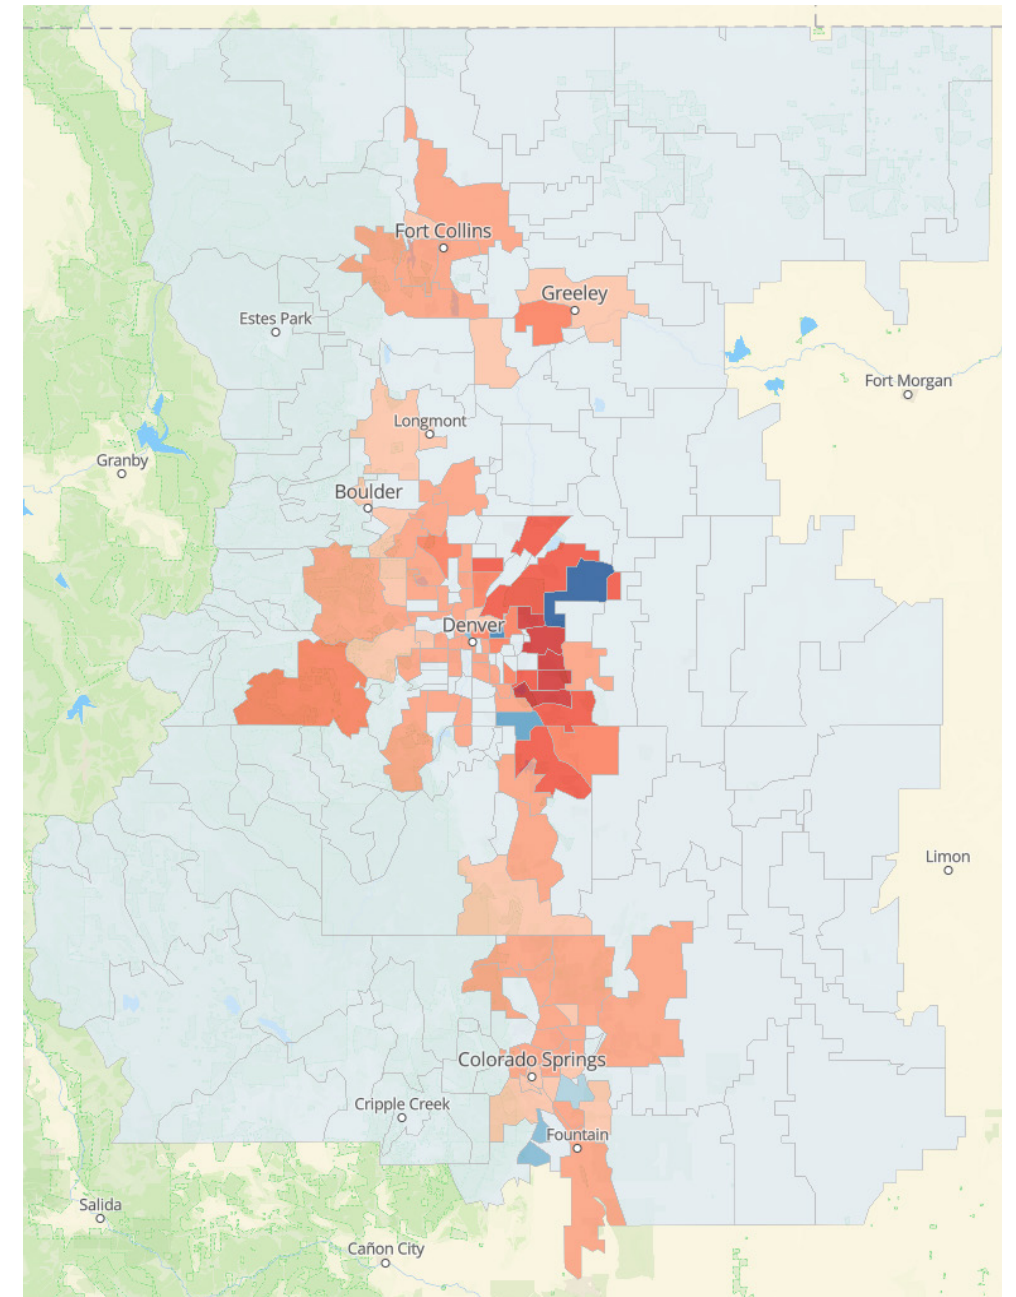 Fort Collins
Greeley
Estes Park
Fort Morgan
Longmont
Granby
Boulder
Denver
Limon
Colorado Springs
Cripple Creek
Fountain
Salida
Cañon City